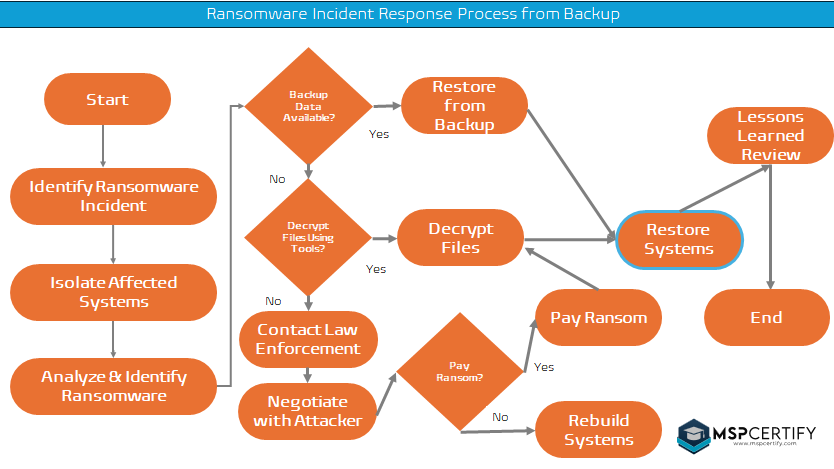 Ransomware Incident Response Process from Backup
Start
Identify Ransomware
Incident
Isolate Affected
Systems
Analyze & Identify
Ransomware
Backup
Data
Available?
Yes
No
Restore
from
Backup
Decrypt
Files Using
Tools?
Yes
No
Decrypt
Files
Contact Law
Enforcement
Negotiate
with Attacker
Pay
Ransom?
Yes
No
Pay Ransom
Rebuild
Systems
Restore
Systems
Lessons
Learned
Review
End
MSPCERTIFY
www.mspcertify.com